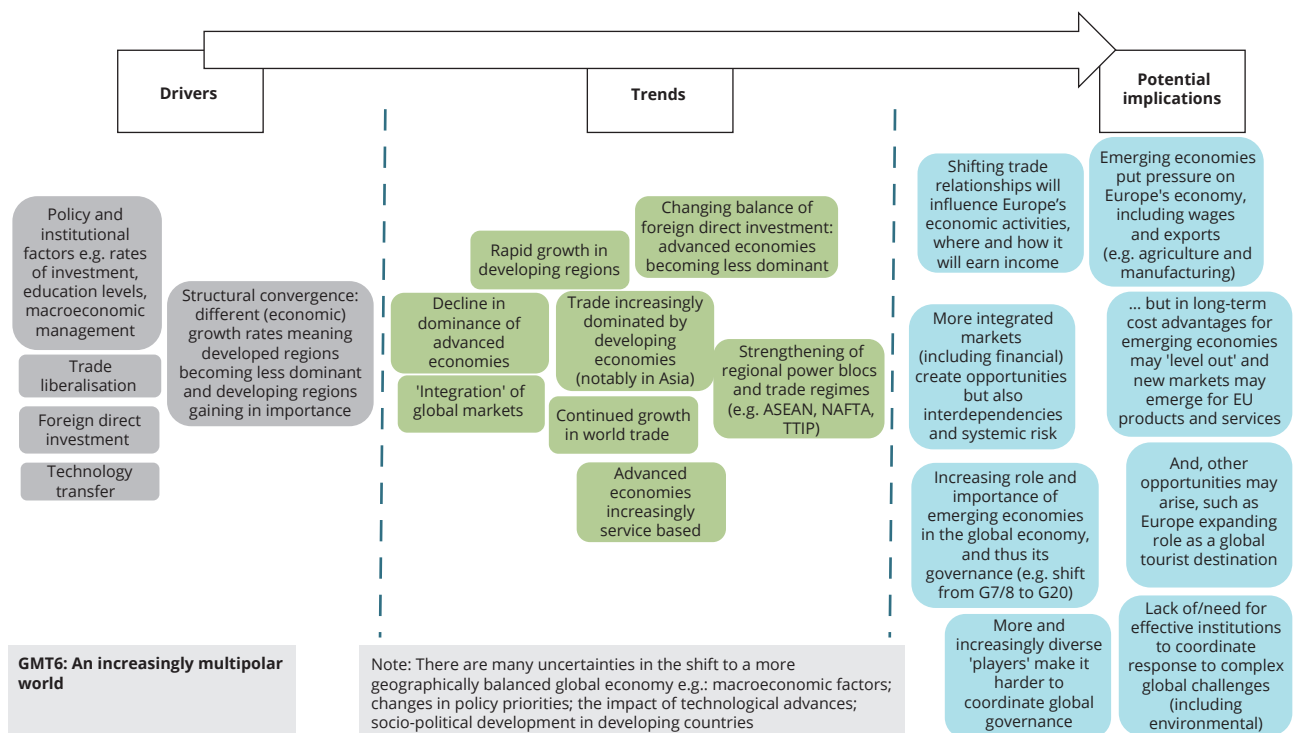 Drivers
Trends
Potential
implications
Policy and
institutional
factors e.g. rates
of investment,
education levels,
macroeconomic
management
Trade
liberalisation
Foreign direct
investment
Technology
transfer
Structural convergence:
different (economic)
growth rates meaning
developed regions
becoming less dominant
and developing regions
gaining in importance
Rapid growth in
developing regions
Changing balance of
foreign direct investment:
advanced economies
becoming less dominant
Decline in
dominance of
advanced
economies
Trade increasingly
dominated by
developing
economies
(notably in Asia)
Strengthening of
regional power blocs
and trade regimes
(e.g. ASEAN, NAFTA,
TTIP)
'Integration' of
global markets
Continued growth
in world trade
Advanced
economies
increasingly
service based
Shifting trade
relationships will
influence Europe’s
economic activities,
where and how it
will earn income
Emerging economies
put pressure on
Europe's economy,
including wages
and exports
(e.g. agriculture and
manufacturing)
More integrated
markets
(including financial)
create opportunities
but also
interdependencies
and systemic risk
... but in long-term
cost advantages for
emerging economies
may 'level out' and
new markets may
emerge for EU
products and services
Increasing role and
importance of
emerging economies
in the global economy,
and thus its
governance (e.g. shift
from G7/8 to G20)
And, other
opportunities may
arise, such as
Europe expanding
role as a global
tourist destination
More and
increasingly diverse
'players' make it
harder to
coordinate global
governance
Lack of/need for
effective institutions
to coordinate
response to complex
global challenges
(including
environmental)
GMT6: An increasingly multipolar
world
Note: There are many uncertainties in the shift to a more
geographically balanced global economy e.g.: macroeconomic factors;
changes in policy priorities; the impact of technological advances;
socio-political development in developing countries